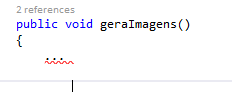 2 references
public void geraImagens()
{
...